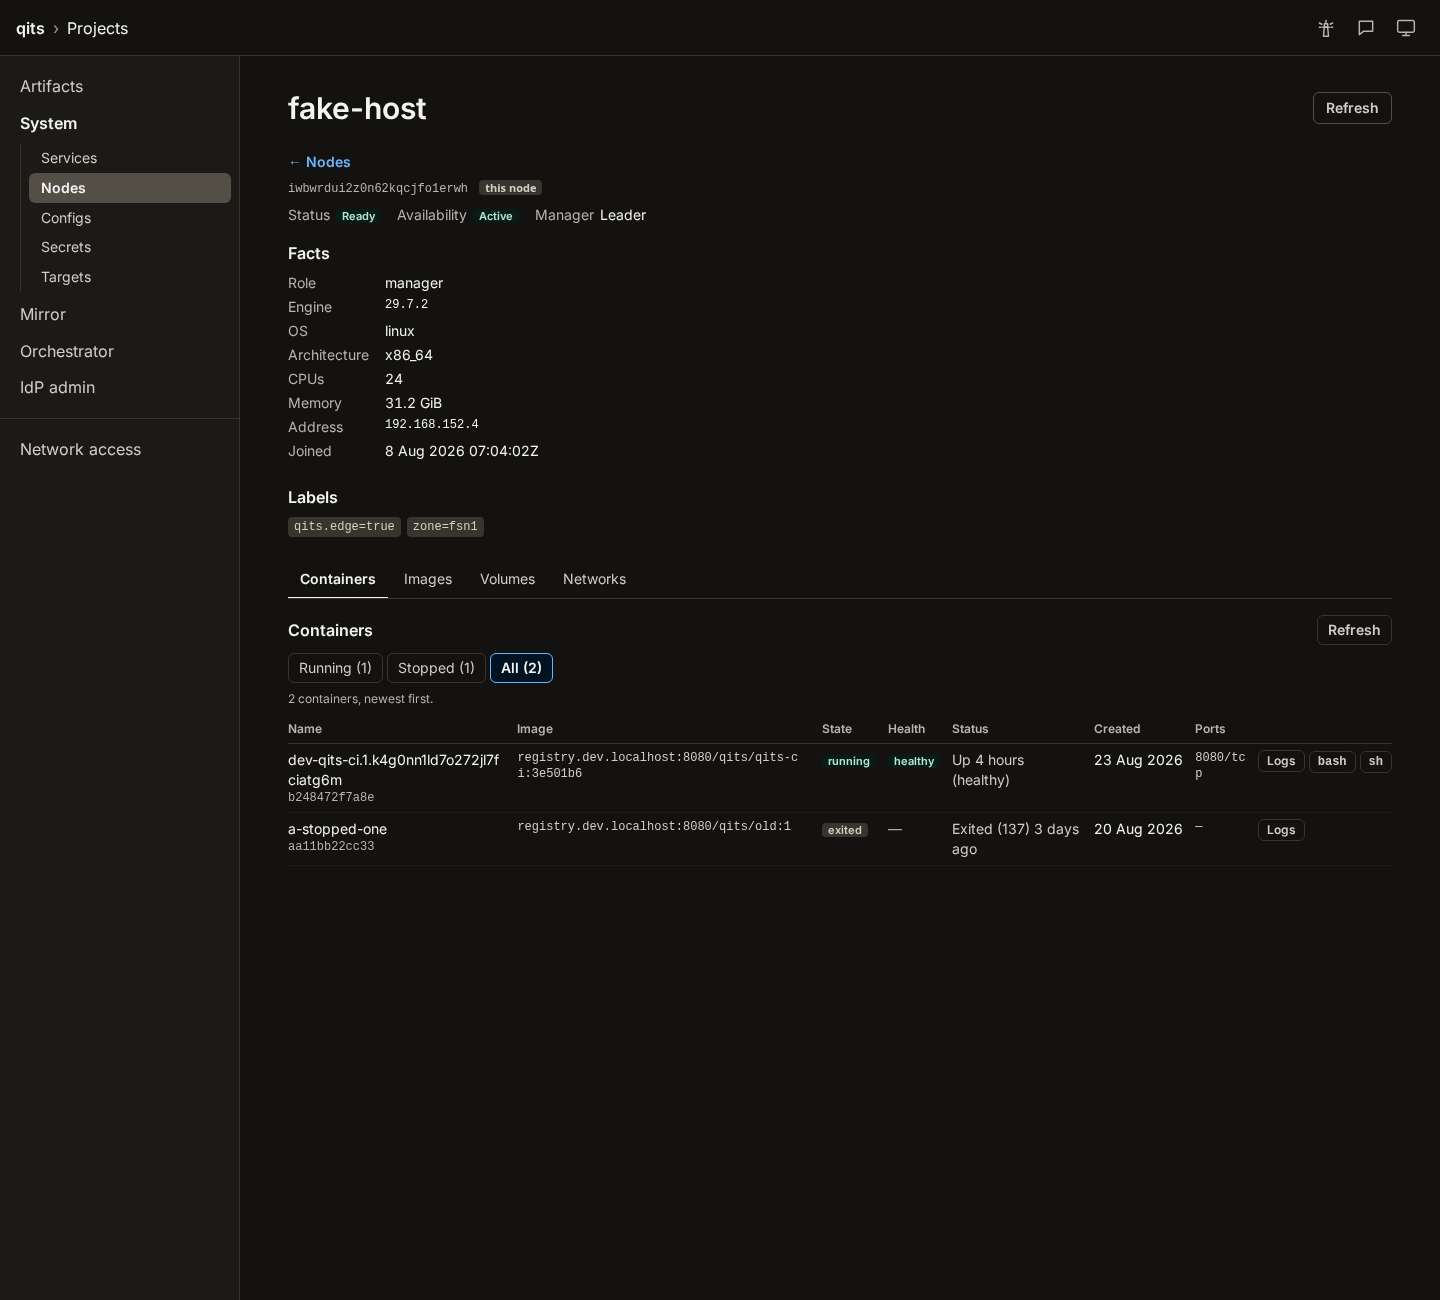 qits › Projects
Artifacts
System
Services
Nodes
Configs
Secrets
Targets
Mirror
Orchestrator
IdP admin
Network access
fake-host
Refresh
← Nodes
iwbwrdui2z0n62kqcjfo1erwh this node
Status Ready Availability Active Manager Leader
Facts
Role manager
Engine 29.7.2
OS linux
Architecture x86_64
CPUs 24
Memory 31.2 GiB
Address 192.168.152.4
Joined 8 Aug 2026 07:04:02Z
Labels
qits.edge=true zone=fsn1
Containers Images Volumes Networks
Containers Refresh
Running (1) Stopped (1) All (2)
2 containers, newest first.
Name Image State Health Status Created Ports
dev-qits-ci.1.k4g0nn1ld7o272jl7f registry.dev.localhost:8080/qits/qits-c running healthy Up 4 hours 23 Aug 2026 8080/tc Logs bash sh
ciatg6m i:3e501b6 (healthy) p
b248472f7a8e
a-stopped-one registry.dev.localhost:8080/qits/old:1 exited — Exited (137) 3 days 20 Aug 2026 — Logs
aa11bb22cc33 ago